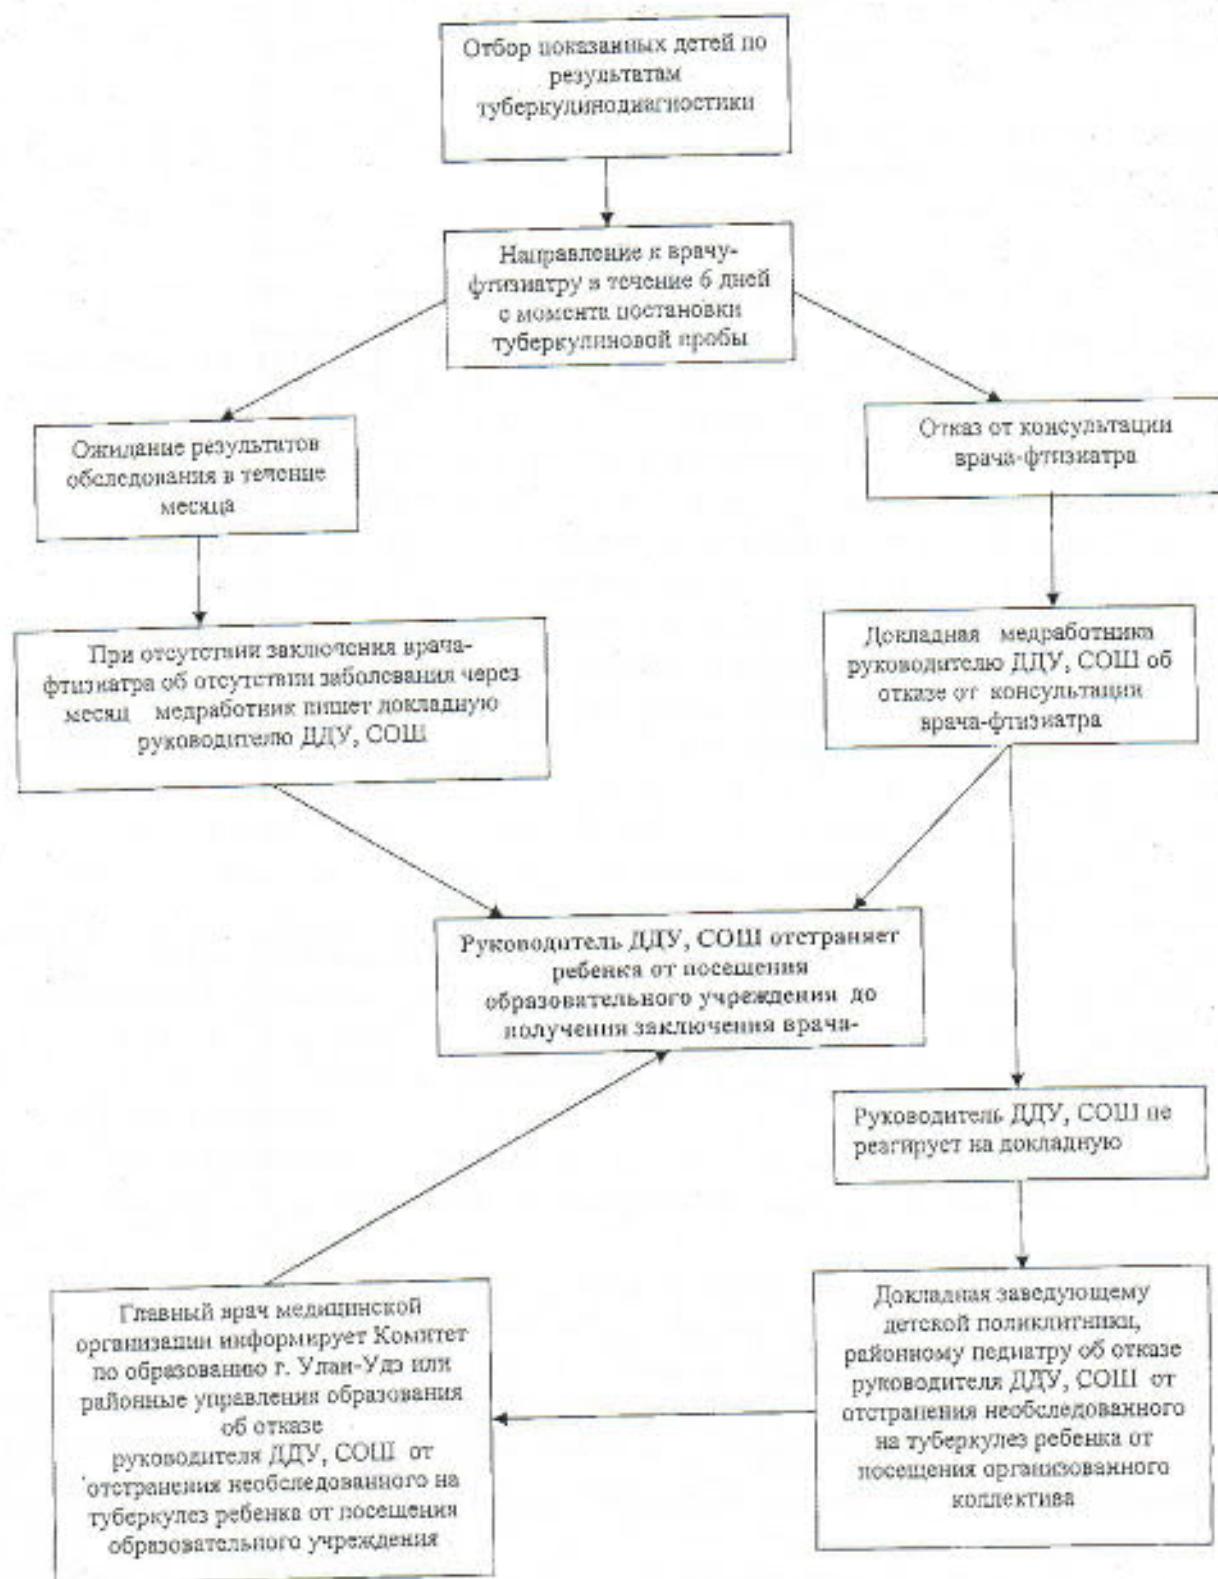 Отбор показанных детей по
результатам
туберкулинодиагностики
Направление к врачу-
фтизиатру в течение 6 дней
с момента постановки
туберкулиновой пробы
Ожидание результатов
обследования в течение
месяца
Отказ от консультации
врача-фтизиатра
При отсутствии заключения врача-
фтизиатра об отсутствии заболевания через
месяц медработник пишет докладную
руководителю ДДУ, СОШ
Докладная медработника
руководителю ДДУ, СОШ об
отказе от консультации
врача-фтизиатра
Руководитель ДДУ, СОШ отстраняет
ребенка от посещения
образовательного учреждения до
получения заключения врача-
Руководитель ДДУ, СОШ не
реагирует на докладную
Главный врач медицинской
организации информирует Комитет
по образованию г. Улан-Удэ или
районные управления образования
об отказе
руководителя ДДУ, СОШ от
отстранения необследованного на
туберкулез ребенка от посещения
образовательного учреждения
Докладная заведующему
детской поликлитники,
районному педиатру об отказе
руководителя ДДУ, СОШ от
отстранения необследованного
на туберкулез ребенка от
посещения организованного
коллектива